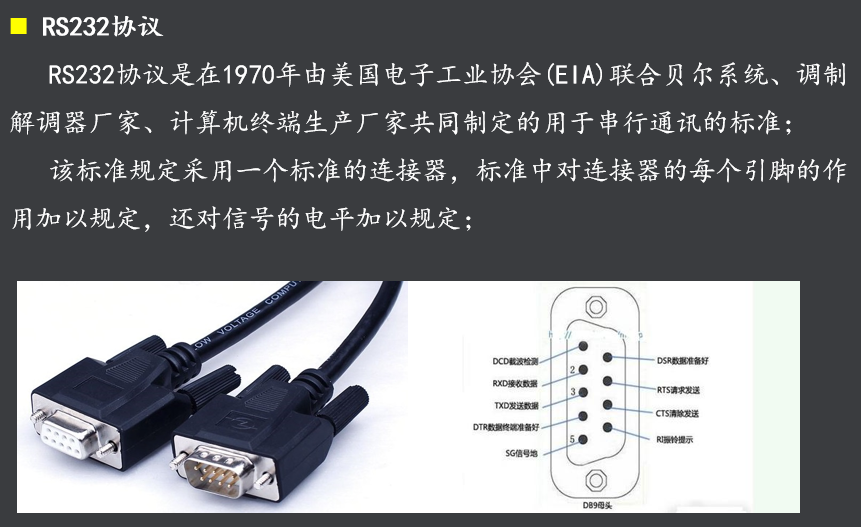 RS232协议
RS232协议是在1970年由美国电子工业协会(EIA)联合贝尔系统、调制
解调器厂家、计算机终端生产厂家共同制定的用于串行通讯的标准；
该标准规定采用一个标准的连接器，标准中对连接器的每个引脚的作
用加以规定，还对信号的电平加以规定；
LOW VOLTAGE COMPU
DCD载波检测
DSR数据准备好
2
RXD接收数据
RTS请求发送
3
TXD发送数据
CTS清除发送
DTR数据终端准备好
RI振铃提示
5
SG信号地
DB9母头